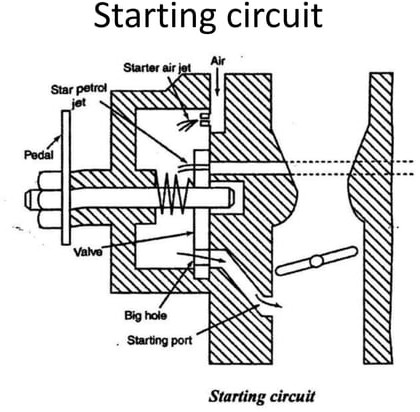 Starting circuit
Starter air jet
Air
Star petrol
jet
Pedal
Valve
Big hole
Starting port
Starting circuit